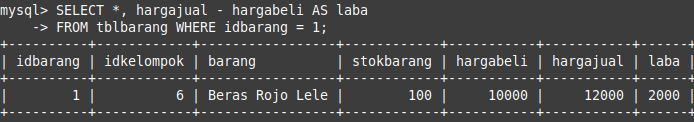 mysql> SELECT *, hargajual - hargabeli AS laba
    -> FROM tblbarang WHERE idbarang = 1;
+----------+------------+-----------------+------------+-----------+-----------+------+
| idbarang | idkelompok | barang          | stokbarang | hargabeli | hargajual | laba |
+----------+------------+-----------------+------------+-----------+-----------+------+
|        1 |          6 | Beras Rojo Lele |        100 |     10000 |     12000 | 2000 |
+----------+------------+-----------------+------------+-----------+-----------+------+